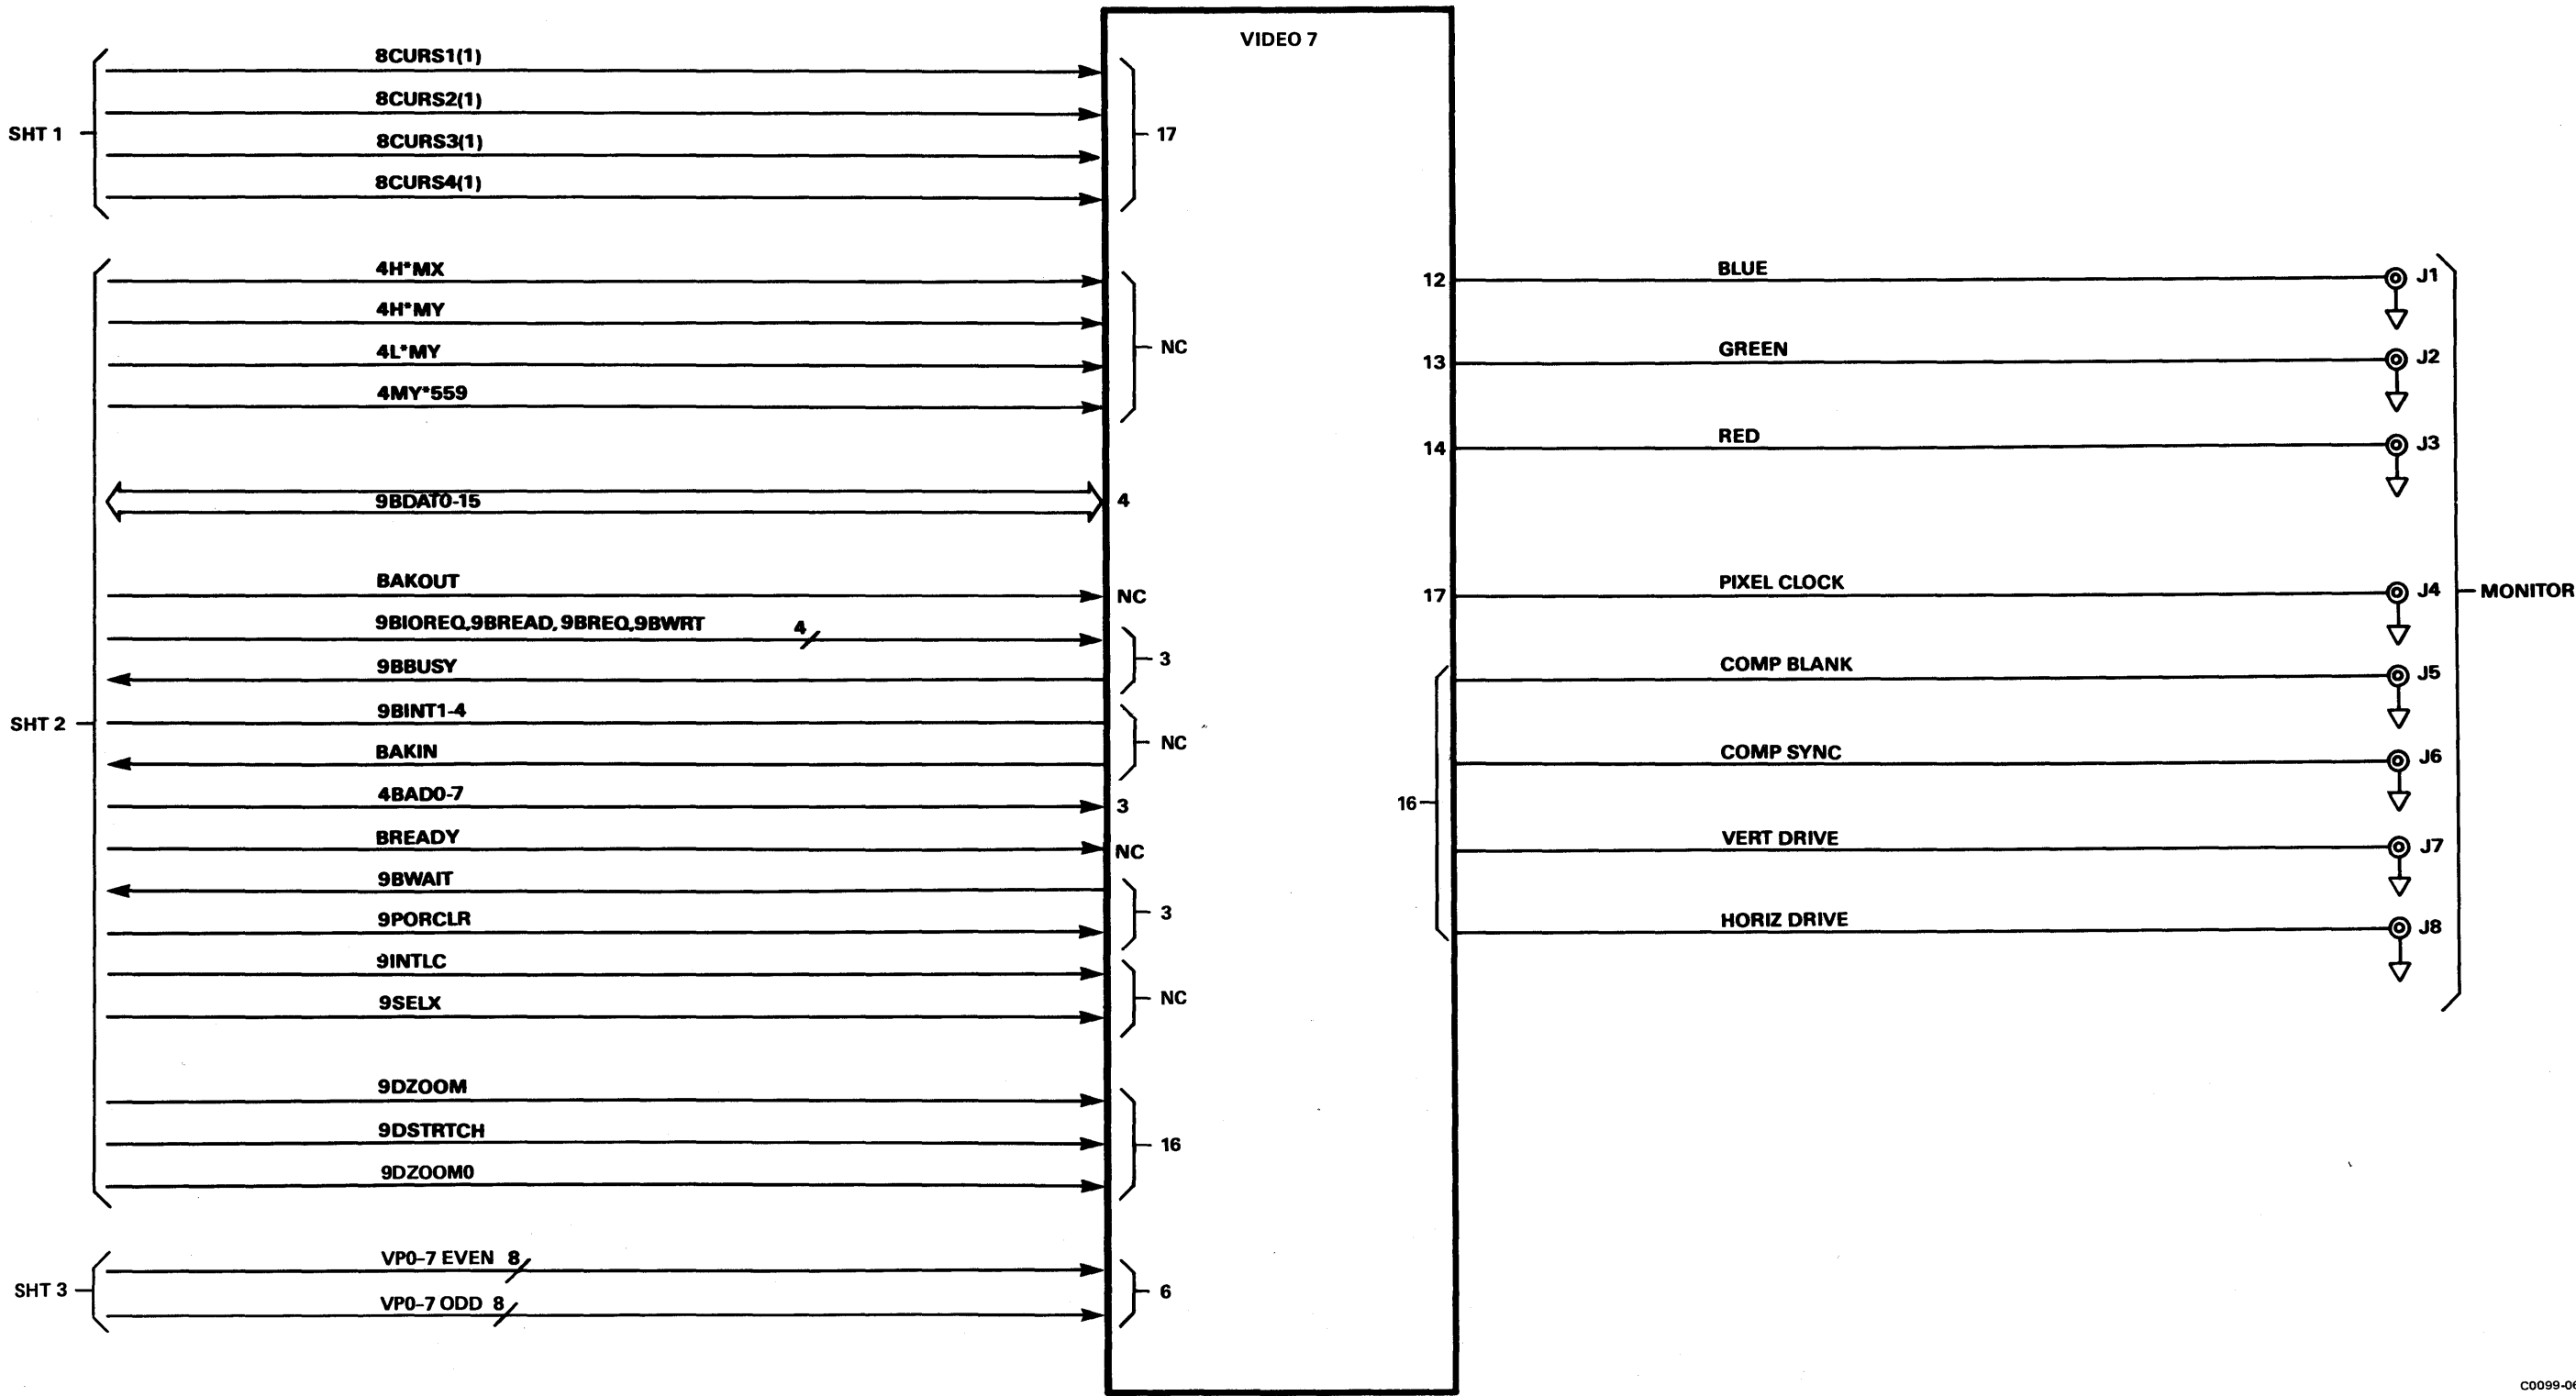 VIDEO 7
8CURS1(1)
8CURS2(1)
SHT 1
17
8CURS3(1)
8CURS4(1)
4H*MX
4H*MY
4L*MY
NC
4MY*559
9BDAT0-15
4
BAKOUT
NC
9BIOREQ,9BREAD, 9BREQ,9BWRT
4
3
9BBUSY
SHT 2
9BINT1-4
NC
BAKIN
4BAD0-7
3
BREADY
NC
9BWAIT
3
9PORCLR
9INTLC
NC
9SELX
9DZOOM
9DSTRTCH
16
9DZOOM0
VP0-7 EVEN 8
SHT 3
6
VP0-7 ODD 8
12
BLUE
J1
13
GREEN
J2
14
RED
J3
17
PIXEL CLOCK
J4
MONITOR
COMP BLANK
J5
COMP SYNC
J6
16
VERT DRIVE
J7
HORIZ DRIVE
J8